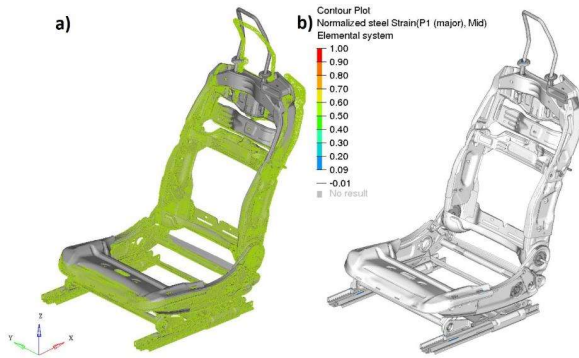 a)
b)
Contour Plot
Normalized steel Strain(P1 (major), Mid)
Elemental system
1.00
0.90
0.80
0.70
0.60
0.50
0.40
0.30
0.20
0.09
-0.01
No result
Z
Y
X